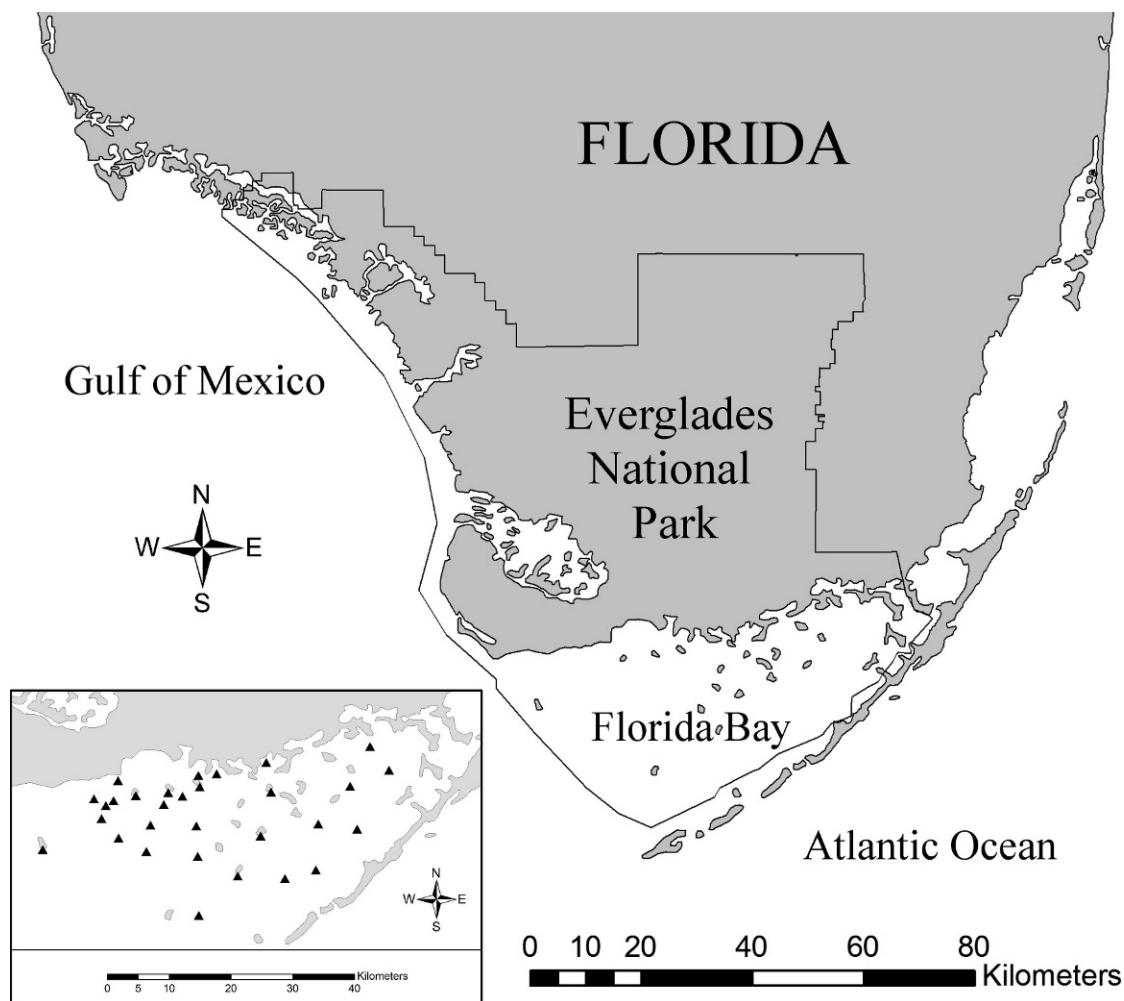 FLORIDA
Gulf of Mexico
Everglades
National
Park
N
W E
S
Florida Bay
Atlantic Ocean
0 10 20 40 60 80
Kilometers
N
W E
S
Kilometers
0 5 10 20 30 40